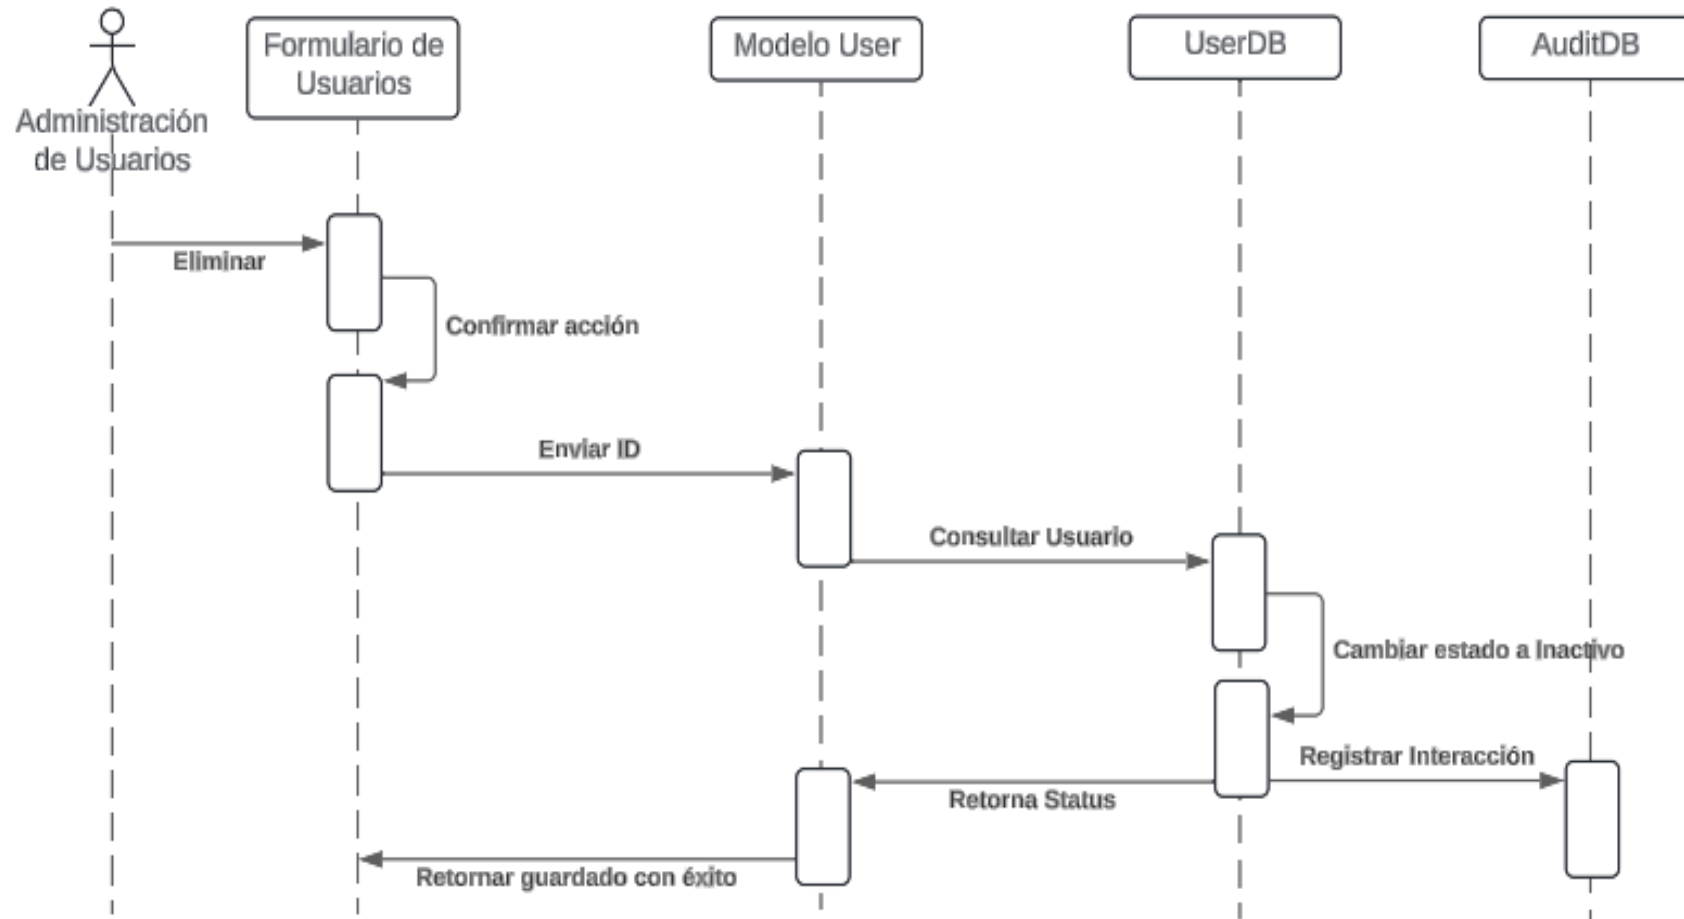 Administración
de Usuarios
Formulario de
Usuarios
Modelo User
UserDB
AuditDB
Eliminar
Confirmar acción
Enviar ID
Consultar Usuario
Cambiar estado a Inactivo
Registrar Interacción
Retorna Status
Retornar guardado con éxito